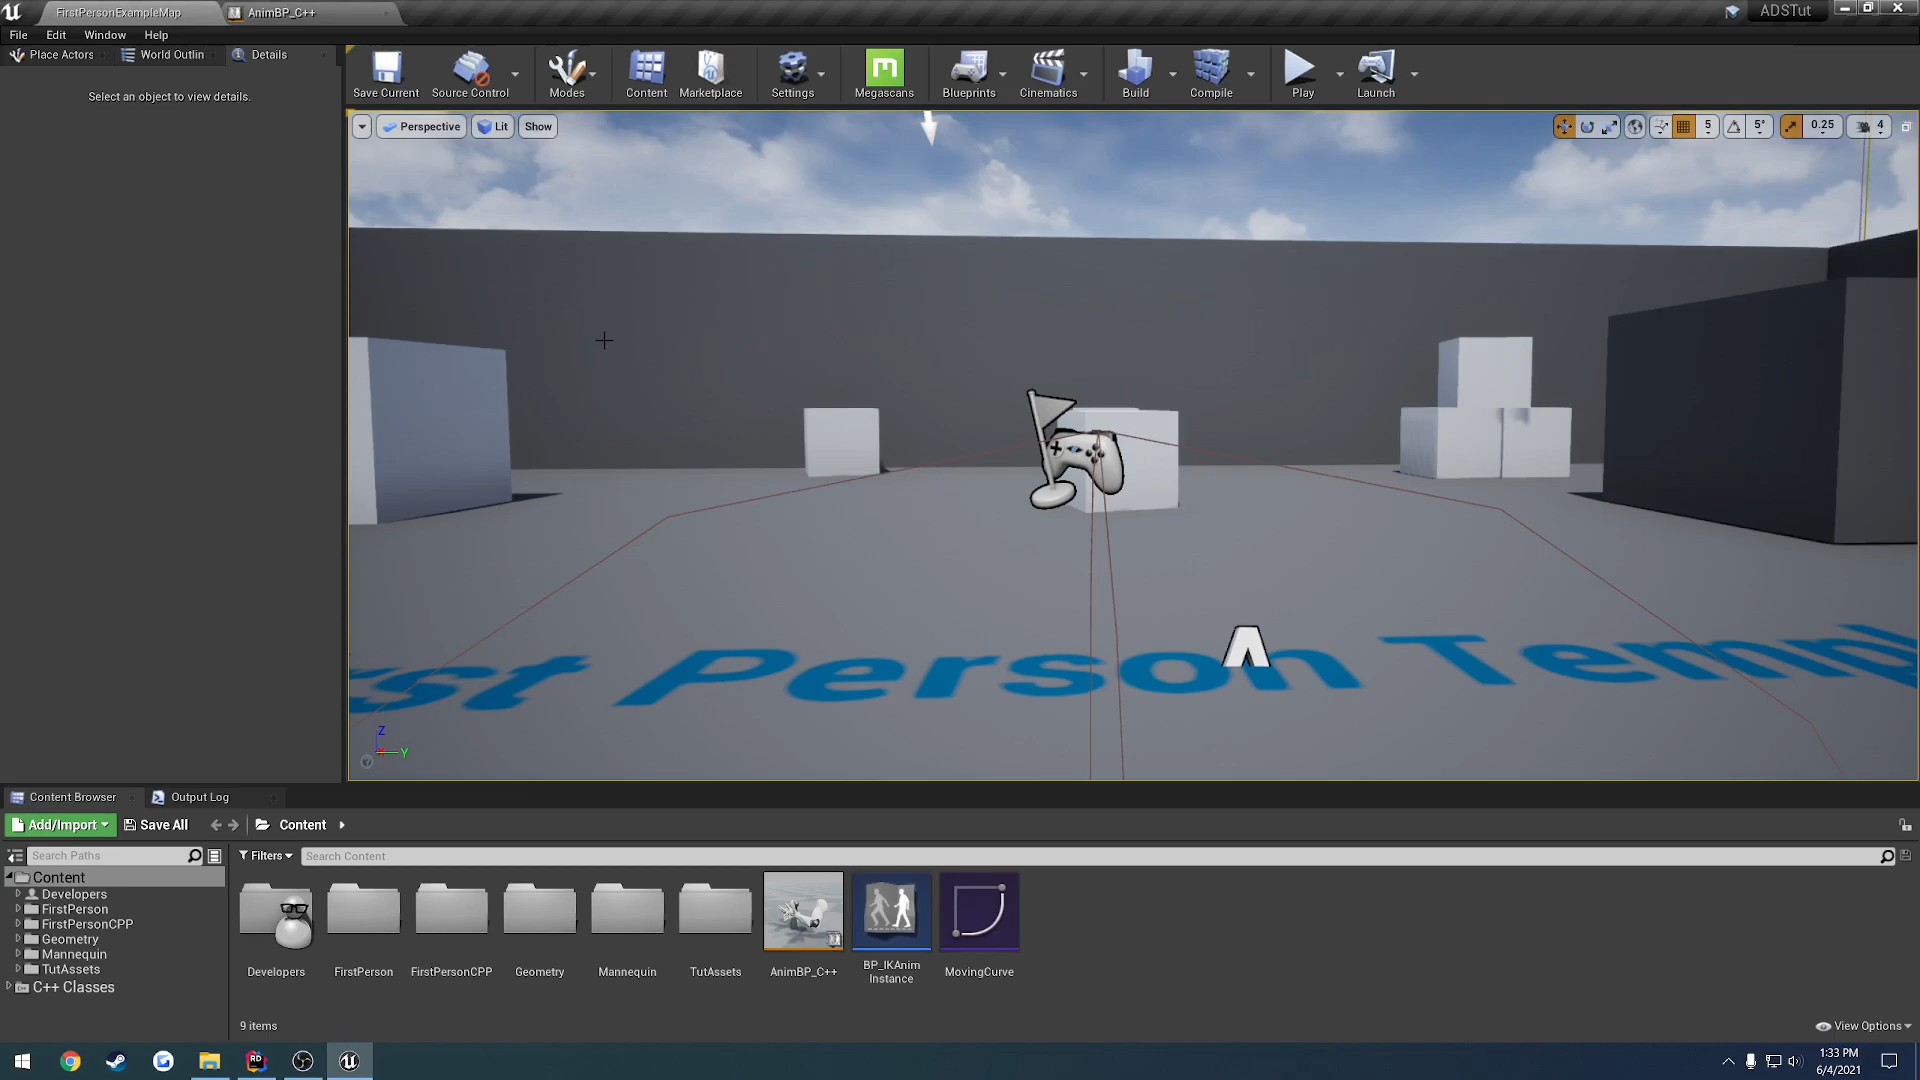 FirstPersonExampleMap
AnimBP_C++
ADSTut
File Edit Window Help
Place Actors World Outlin Details
Select an object to view details.
Save Current Source Control Modes Content Marketplace Settings Megascans Blueprints Cinematics Build Compile Play Launch
Perspective Lit Show
5 5° 0.25 4
st Person Templ
Z
Y
Content Browser Output Log
Add/Import Save All Content
Search Paths Filters Search Content
Content
Developers
FirstPerson
FirstPersonCPP
Geometry
Mannequin
TutAssets
C++ Classes
Developers FirstPerson FirstPersonCPP Geometry Mannequin TutAssets AnimBP_C++ BP_IKAnim MovingCurve
Instance
9 items
View Options
RD
1:33 PM
6/4/2021